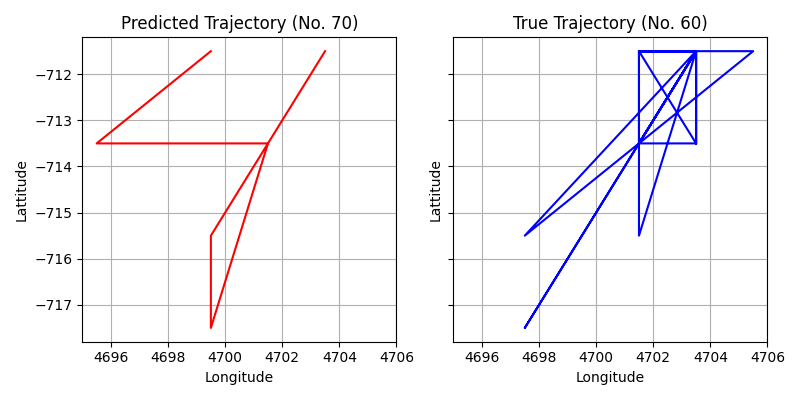 Predicted Trajectory (No. 70)
−712
−713
−714
−715
−716
−717
4696 4698 4700 4702 4704 4706
Lattitude
Longitude
True Trajectory (No. 60)
4696 4698 4700 4702 4704 4706
Lattitude
Longitude